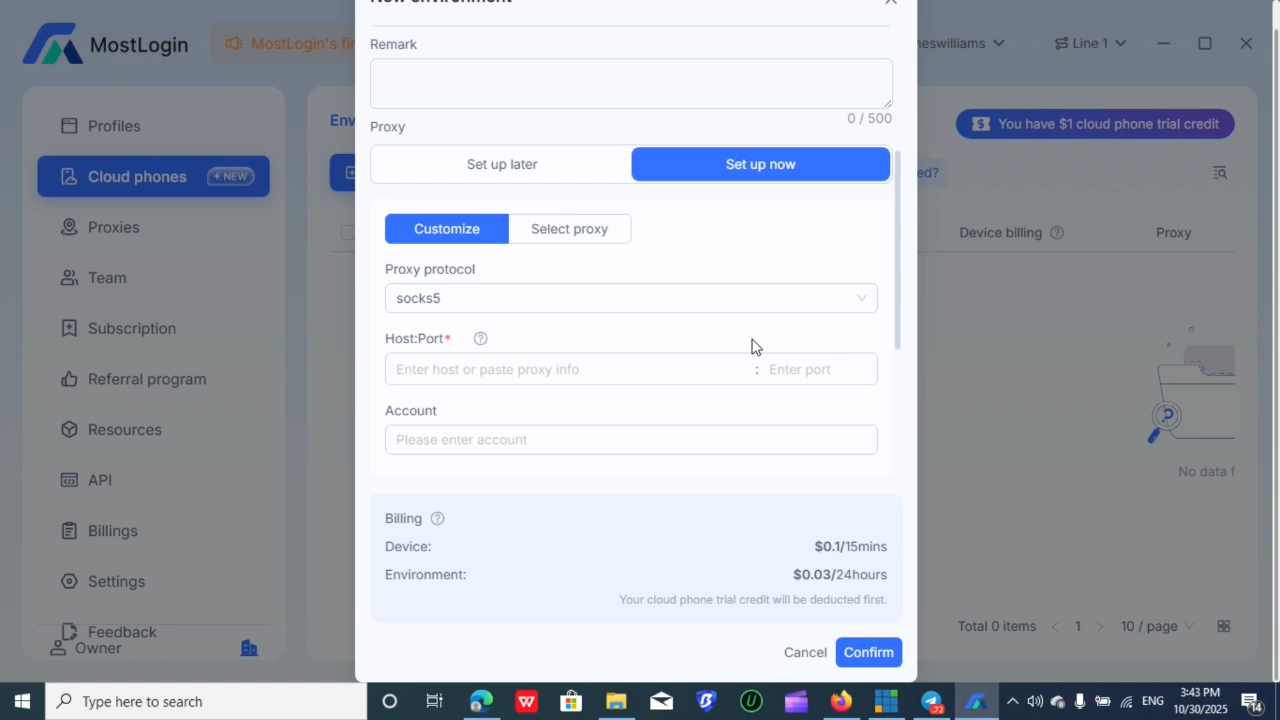 New environment
MostLogin
MostLogin's fir
neswilliams
Line 1
Remark
0 / 500
Profiles
Env
Proxy
You have $1 cloud phone trial credit
Set up later
Set up now
Cloud phones
NEW
ed?
Proxies
Customize
Select proxy
Device billing
Proxy
Proxy protocol
Team
socks5
Subscription
Host:Port*
Enter host or paste proxy info
:
Enter port
Referral program
Account
Resources
Please enter account
No data f
API
Billing
Billings
Device:
$0.1/15mins
Environment:
$0.03/24hours
Settings
Your cloud phone trial credit will be deducted first.
Feedback
Total 0 items
1
10 / page
Owner
Cancel
Confirm
Type here to search
72
ENG
3:43 PM
10/30/2025
14